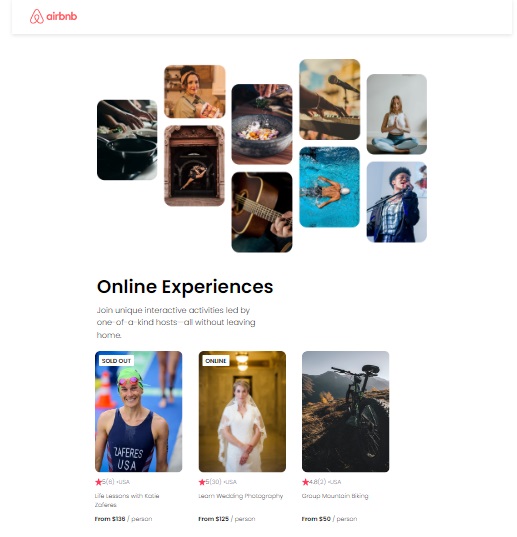 airbnb
Online Experiences
Join unique interactive activities led by
one-of-a-kind hosts-all without leaving
home.
SOLD OUT
ONLINE
ZAFERES
USA
5(6) •USA
5(30) •USA
4.8(2) •USA
Life Lessons with Katie
Zaferes
Learn Wedding Photography
Group Mountain Biking
From $136 / person
From $125 / person
From $50 / person